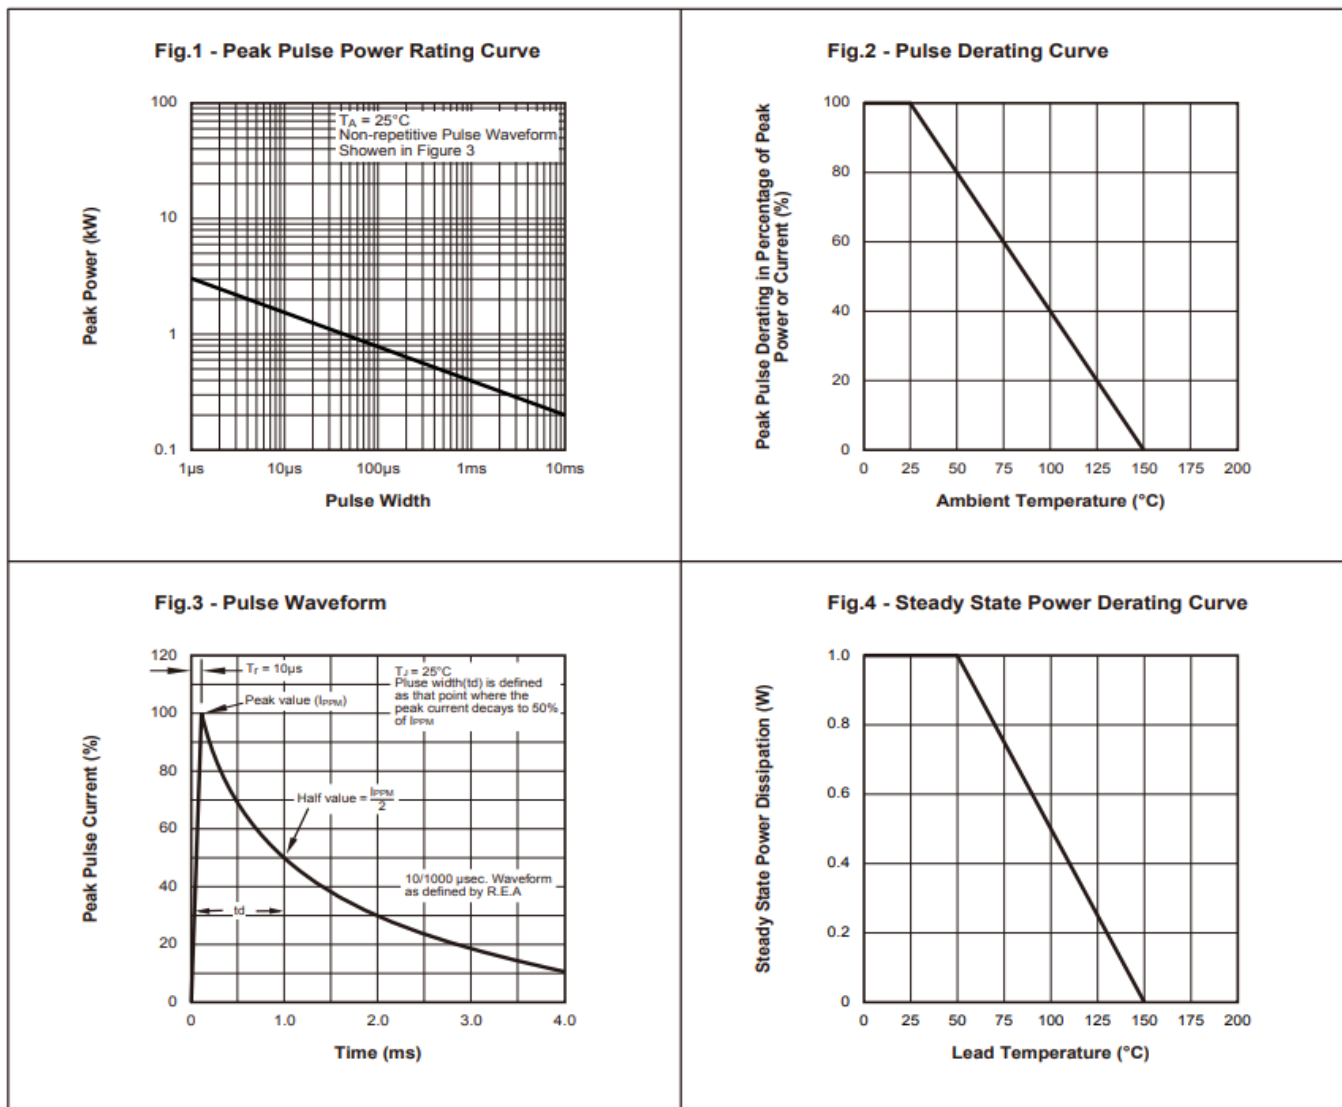 Fig.1 - Peak Pulse Power Rating Curve
Peak Power (kW)
100
10
1
0.1
TA = 25°C
Non-repetitive Pulse Waveform
Showen in Figure 3
1µs 10µs 100µs 1ms 10ms
Pulse Width
Fig.2 - Pulse Derating Curve
Peak Pulse Derating in Percentage of Peak
Power or Current (%)
100
80
60
40
20
0
0 25 50 75 100 125 150 175 200
Ambient Temperature (°C)
Fig.3 - Pulse Waveform
Peak Pulse Current (%)
120
100
80
60
40
20
0
Tr = 10µs
Peak value (IPPM)
TJ = 25°C
Pluse width(td) is defined
as that point where the
peak current decays to 50%
of IPPM
Half value = IPPM
2
10/1000 µsec. Waveform
as defined by R.E.A
td
0 1.0 2.0 3.0 4.0
Time (ms)
Fig.4 - Steady State Power Derating Curve
Steady State Power Dissipation (W)
1.0
0.8
0.6
0.4
0.2
0
0 25 50 75 100 125 150 175 200
Lead Temperature (°C)